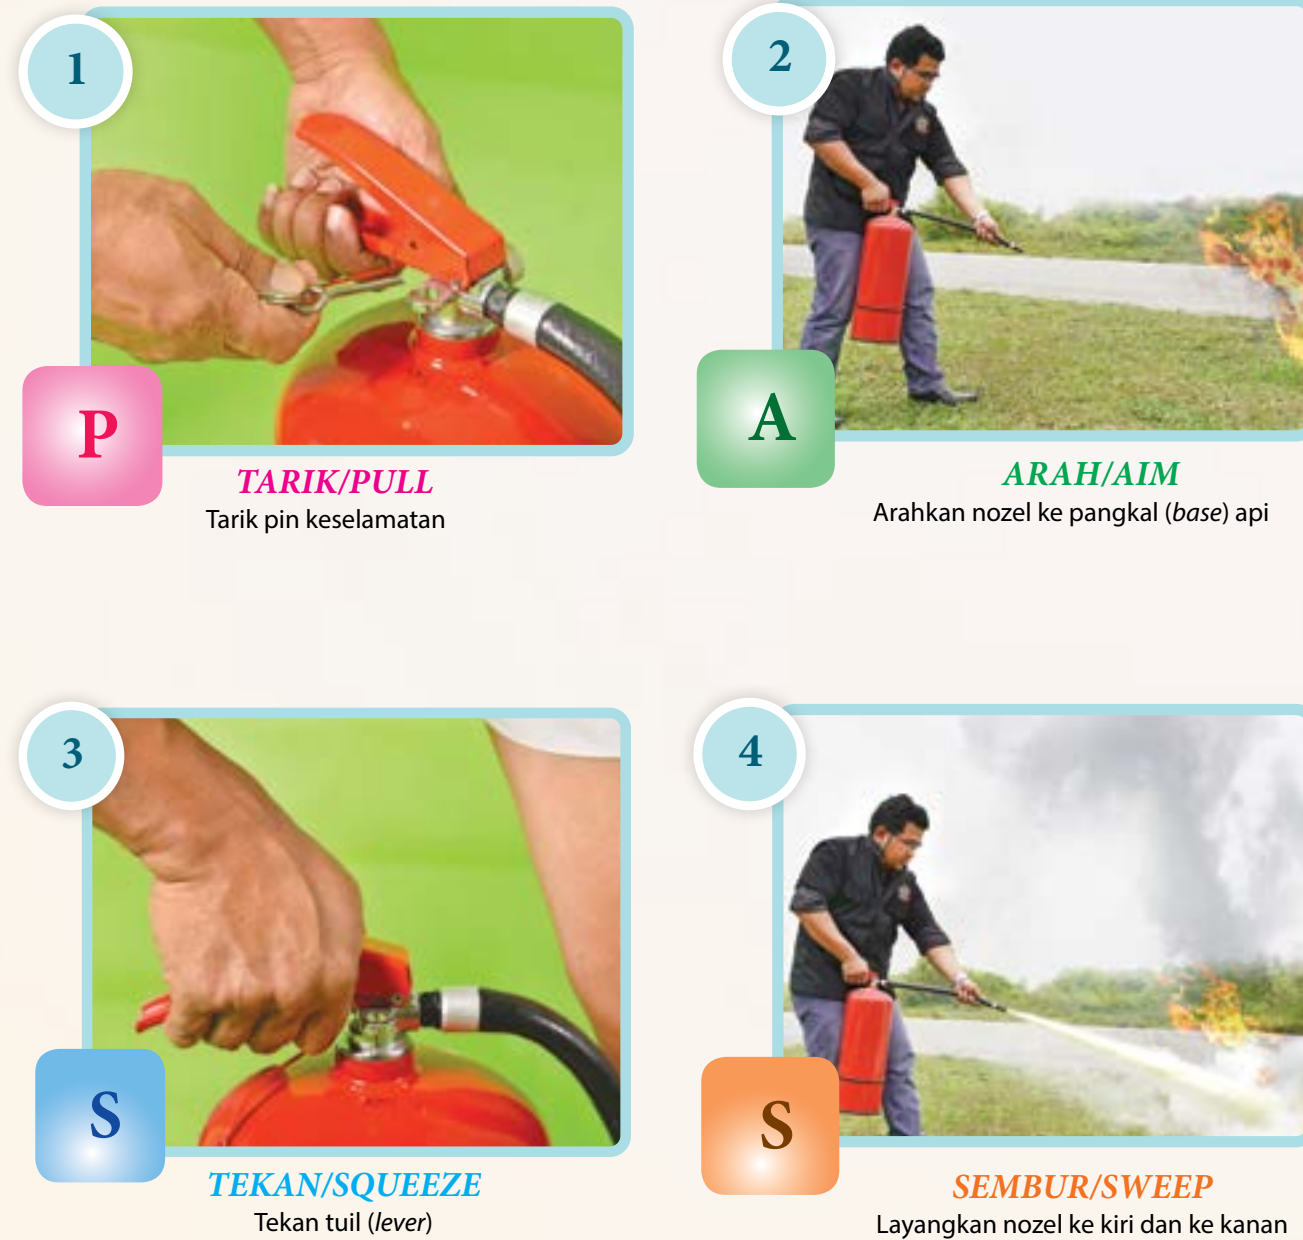 1
P
TARIK/PULL
Tarik pin keselamatan
2
A
ARAH/AIM
Arahkan nozel ke pangkal (base) api
3
S
TEKAN/SQUEEZE
Tekan tuil (lever)
4
S
SEMBUR/SWEEP
Layangkan nozel ke kiri dan ke kanan